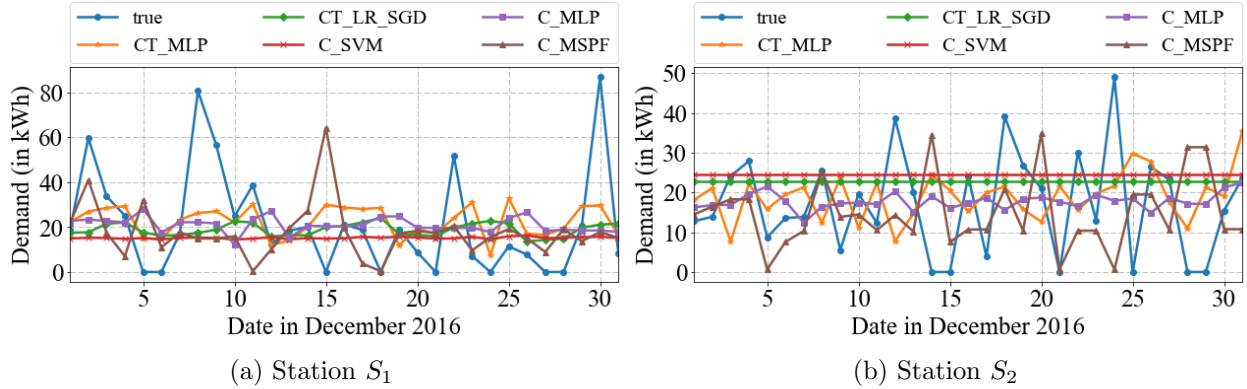 true CT_LR_SGD C_MLP
CT_MLP C_SVM C_MSPF
Demand (in kWh)
80
60
40
20
0
5 10 15 20 25 30
Date in December 2016
(a) Station S₁
true CT_LR_SGD C_MLP
CT_MLP C_SVM C_MSPF
Demand (in kWh)
50
40
30
20
10
0
5 10 15 20 25 30
Date in December 2016
(b) Station S₂